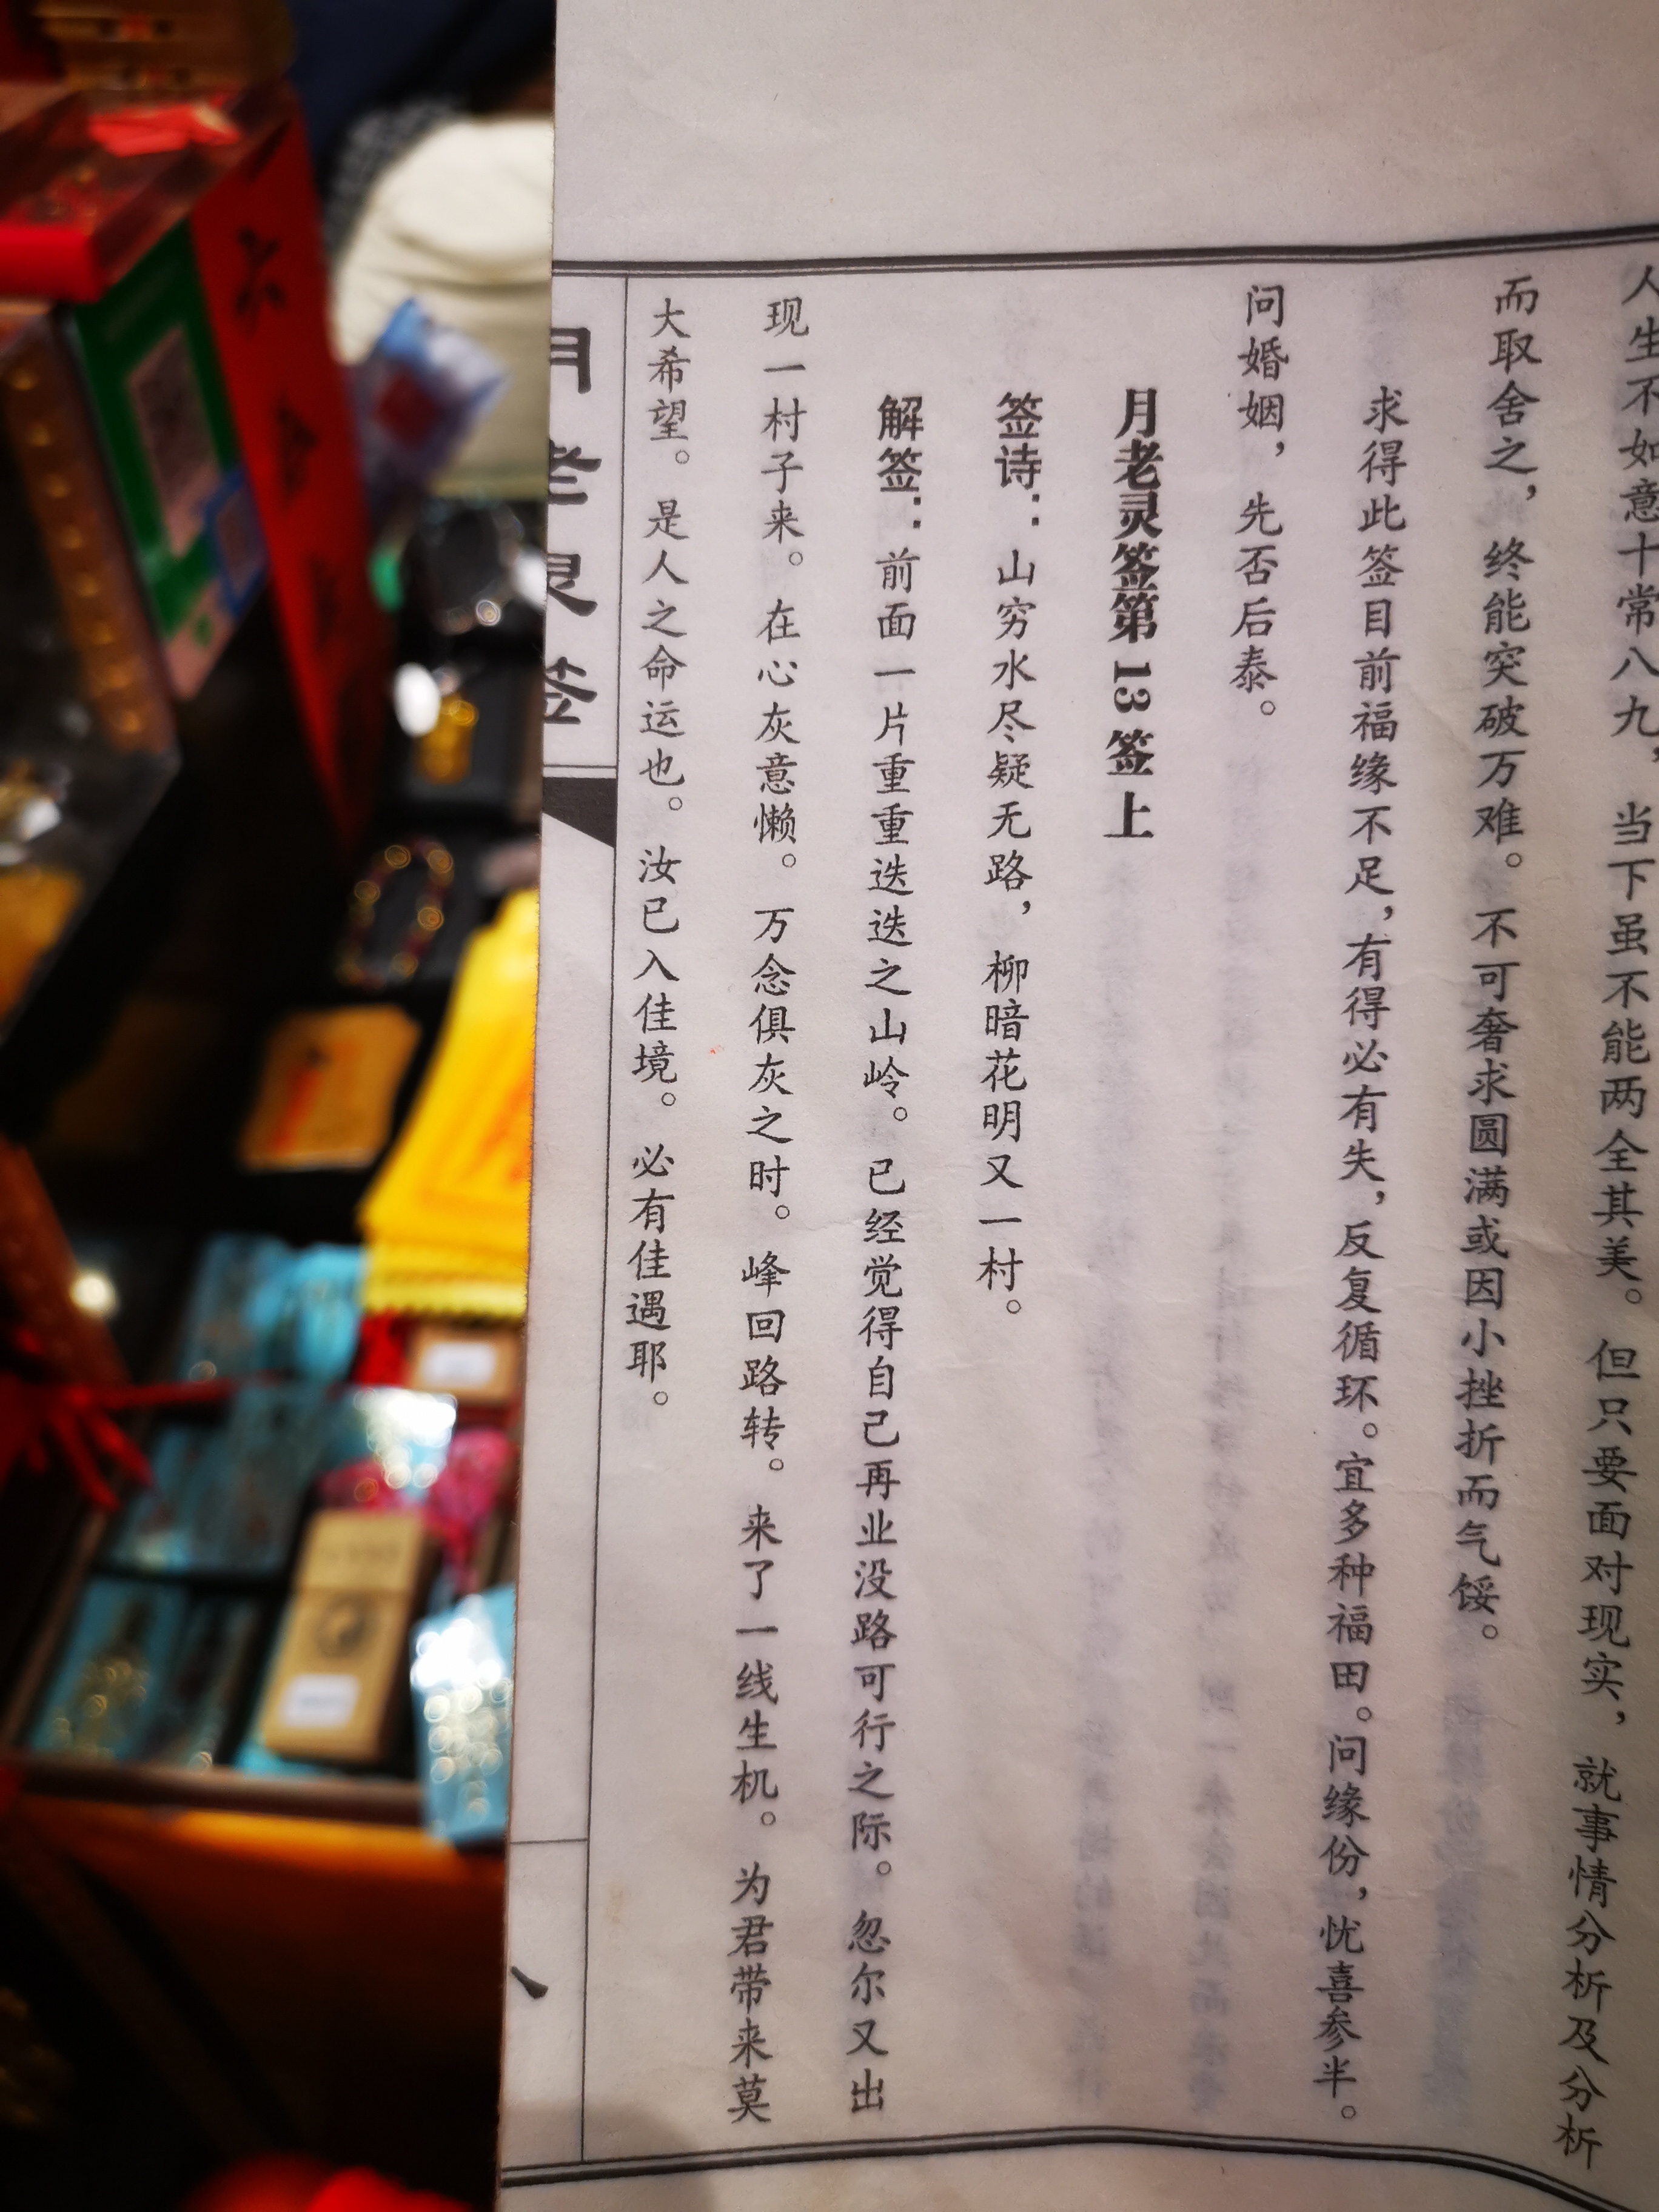 人生不如意十常八九，当下虽不能两全其美。但只要面对现实，就事情分析及分析
而取舍之，终能突破万难。不可奢求圆满或因小挫折而气馁。
求得此签目前福缘不足，有得必有失，反复循环。宜多种福田。问缘份，忧喜参半。
问婚姻，先否后泰。
月老灵签第 13 签 上
签诗：山穷水尽疑无路，柳暗花明又一村。
解签：前面一片重重迭迭之山岭。已经觉得自己再业没路可行之际。忽尔又出
现一村子来。在心灰意懒。万念俱灰之时。峰回路转。来了一线生机。为君带来莫
大希望。是人之命运也。汝已入佳境。必有佳遇耶。
月老灵签
八